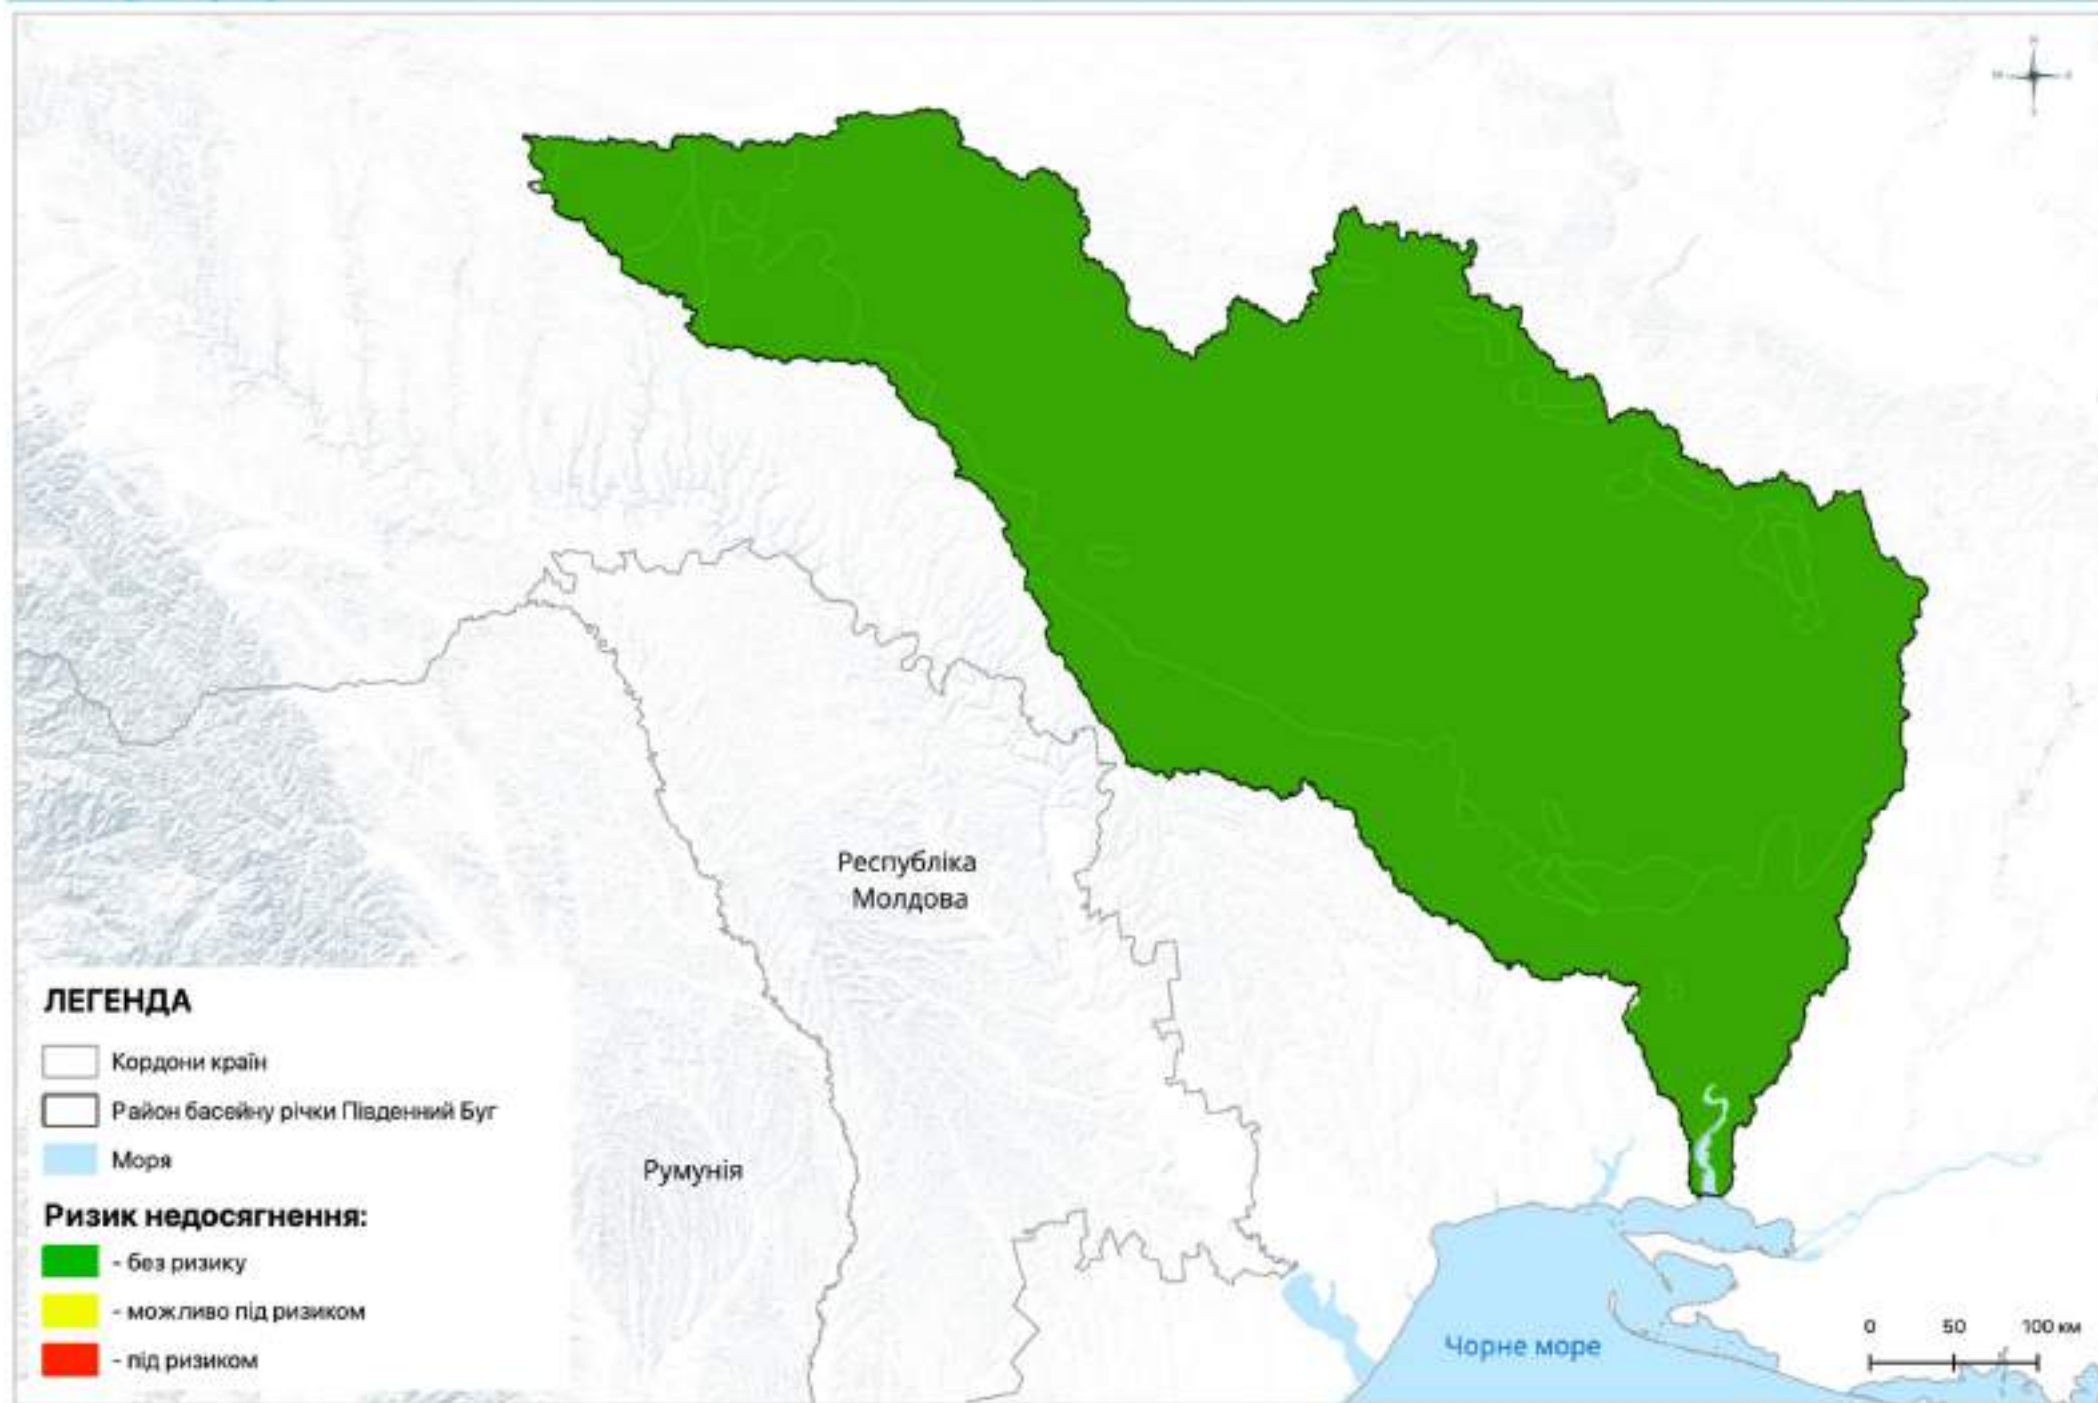 Республіка
Молдова
Румунія
Чорне море
ЛЕГЕНДА
Кордони країн
Район басейну річки Південний Буг
Моря
Ризик недосягнення:
- без ризику
- можливо під ризиком
- під ризиком
0 50 100 км